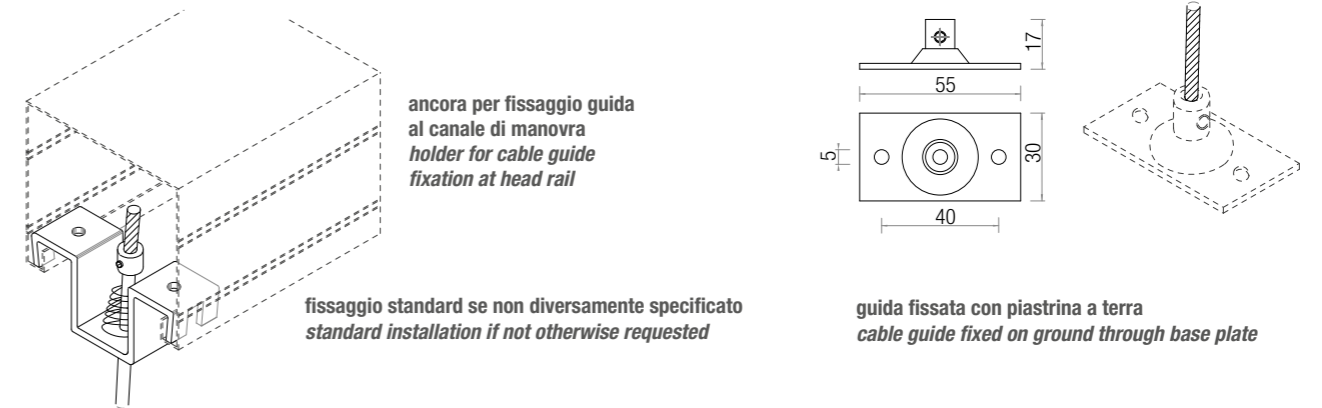 ancora per fissaggio guida
al canale di manovra
holder for cable guide
fixation at head rail
fissaggio standard se non diversamente specificato
standard installation if not otherwise requested
17
55
5
30
40
guida fissata con piastrina a terra
cable guide fixed on ground through base plate